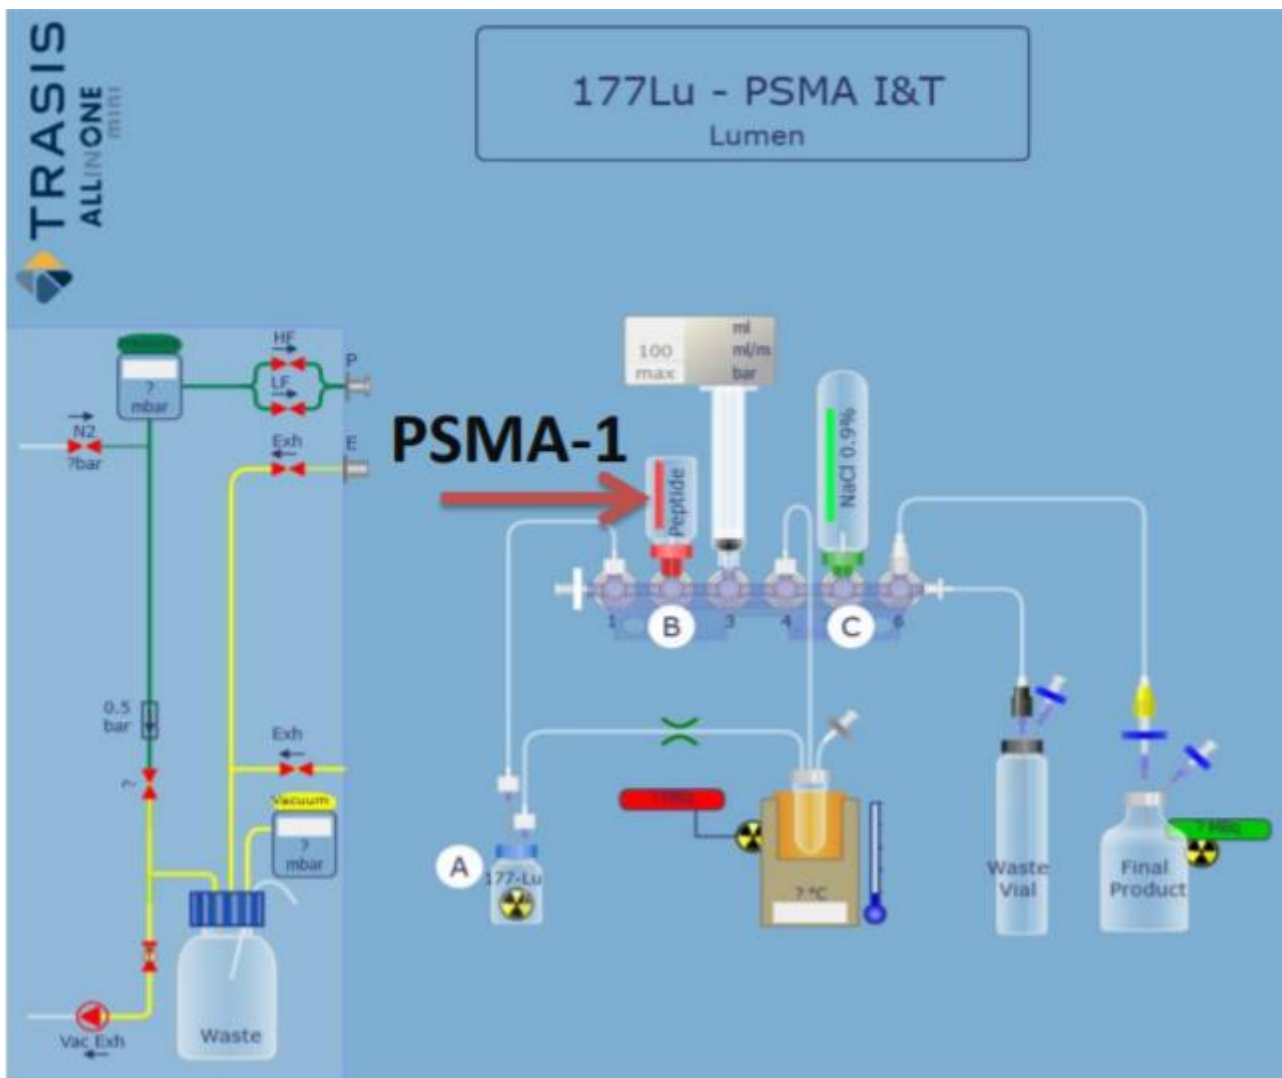 TRASIS
ALLINONE
mini
177Lu - PSMA I&T
Lumen
HF
P
LF
?
mbar
N2
?bar
Exh
E
PSMA-1
100
max
ml
ml/m
bar
Peptide
NaCl 0.9%
1
B
3
4
C
6
0.5
bar
Exh
Vacuum
?
mbar
A
177-Lu
? °C
Waste
Vial
? MBq
Final
Product
Waste
Vac Exh